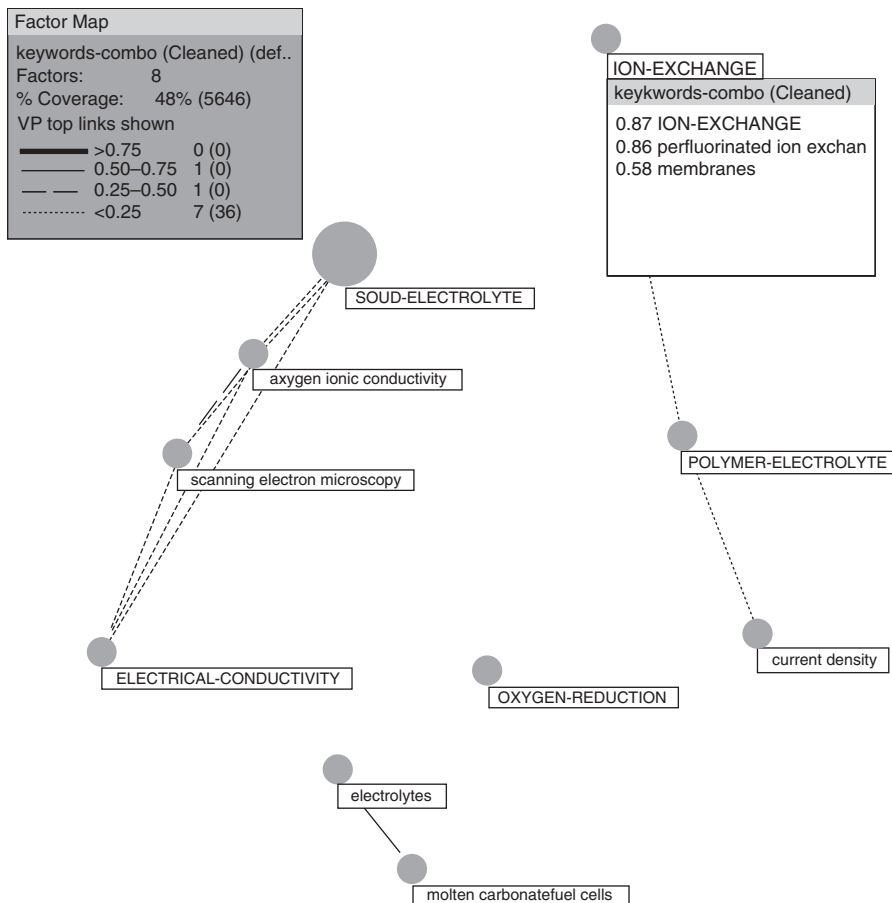 Factor Map
keywords-combo (Cleaned) (def..
Factors: 8
% Coverage: 48% (5646)
VP top links shown
>0.75 0 (0)
0.50–0.75 1 (0)
0.25–0.50 1 (0)
<0.25 7 (36)
ION-EXCHANGE
keykwords-combo (Cleaned)
0.87 ION-EXCHANGE
0.86 perfluorinated ion exchan
0.58 membranes
SOUD-ELECTROLYTE
axygen ionic conductivity
scanning electron microscopy
POLYMER-ELECTROLYTE
ELECTRICAL-CONDUCTIVITY
OXYGEN-REDUCTION
current density
electrolytes
molten carbonatefuel cells